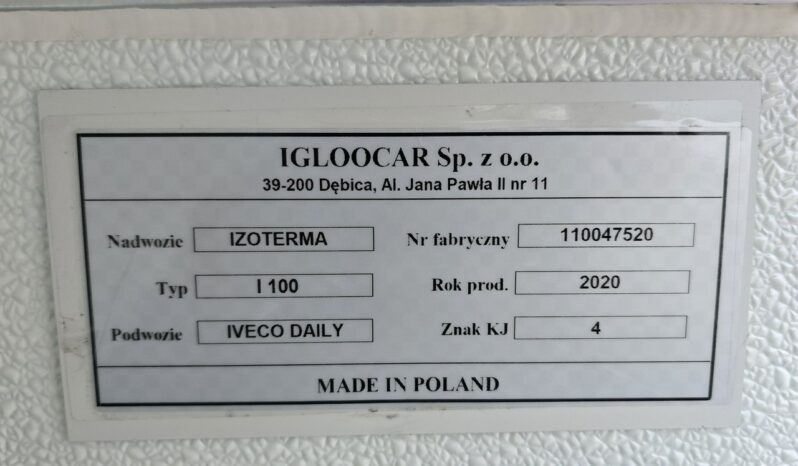 IGLOOCAR Sp. z o.o.
39-200 Dębica, Al. Jana Pawła II nr 11
Nadwozie IZOTERMA Nr fabryczny 110047520
Typ I 100 Rok prod. 2020
Podwozie IVECO DAILY Znak KJ 4
MADE IN POLAND